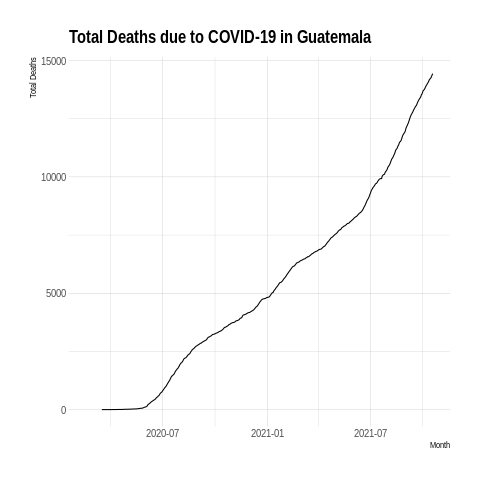 Total Deaths due to COVID-19 in Guatemala
Total Deaths
15000
10000
5000
0
2020-07 2021-01 2021-07
Month